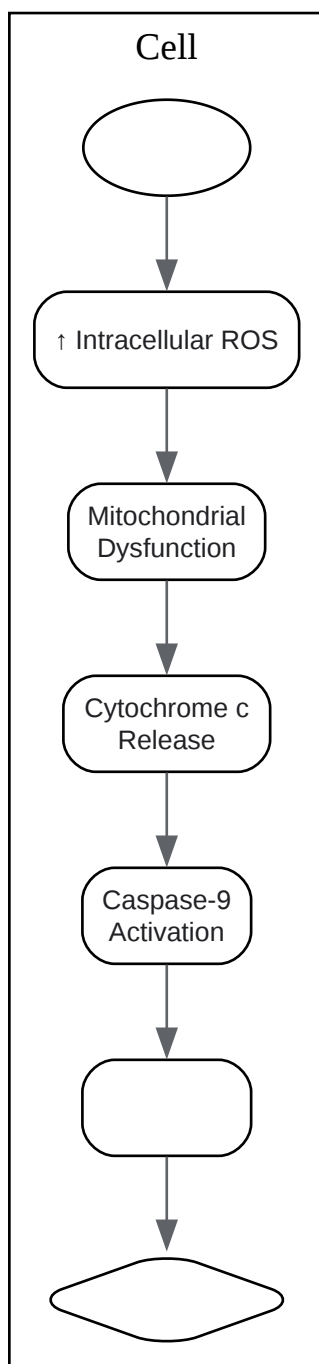 Cell
↑ Intracellular ROS
Mitochondrial
Dysfunction
Cytochrome c
Release
Caspase-9
Activation